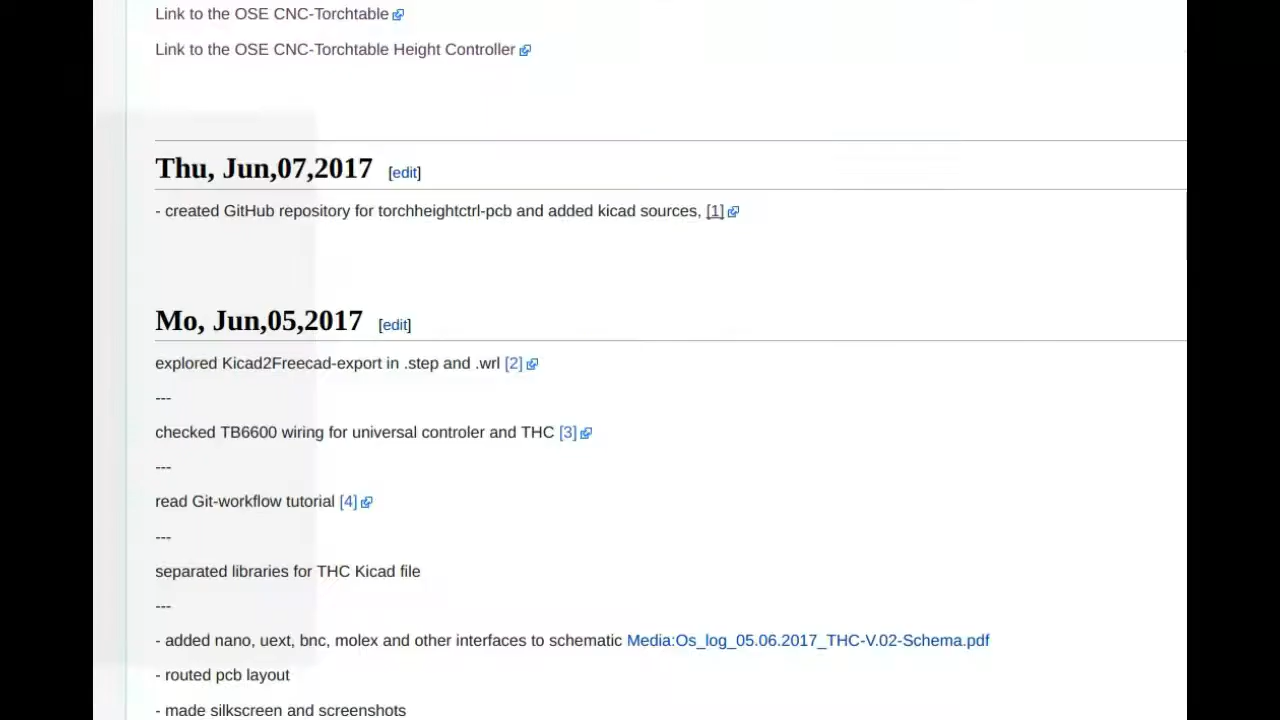 Link to the OSE CNC-Torchtable
Link to the OSE CNC-Torchtable Height Controller
Thu, Jun,07,2017 [edit]
- created GitHub repository for torchheightctrl-pcb and added kicad sources, [1]
Mo, Jun,05,2017 [edit]
explored Kicad2Freecad-export in .step and .wrl [2]
---
checked TB6600 wiring for universal controler and THC [3]
---
read Git-workflow tutorial [4]
---
separated libraries for THC Kicad file
---
- added nano, uext, bnc, molex and other interfaces to schematic Media:Os_log_05.06.2017_THC-V.02-Schema.pdf
- routed pcb layout
- made silkscreen and screenshots